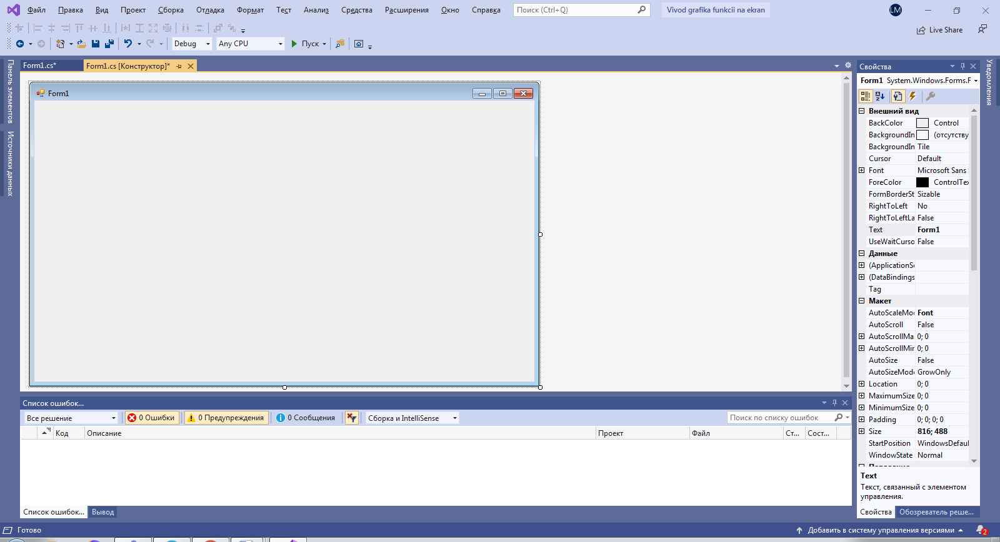 Файл Правка Вид Проект Сборка Отладка Формат Тест Анализ Средства Расширения Окно Справка Поиск (Ctrl+Q) Vivod grafika funkcii na ekran LM
Live Share
Debug Any CPU Пуск
Панель элементов
Источники данных
Form1.cs* Form1.cs [Конструктор]*
Form1
Свойства
Form1 System.Windows.Forms.F
Внешний вид
BackColor Control
BackgroundIn (отсутству
BackgroundIn Tile
Cursor Default
Font Microsoft Sans
ForeColor ControlTex
FormBorderSt Sizable
RightToLeft No
RightToLeftLa False
Text Form1
UseWaitCurso False
Данные
(ApplicationSe
(DataBindings
Tag
Макет
AutoScaleMod Font
AutoScroll False
AutoScrollMa 0; 0
AutoScrollMin 0; 0
AutoSize False
AutoSizeMode GrowOnly
Location 0; 0
MaximumSize 0; 0
MinimumSize 0; 0
Padding 0; 0; 0; 0
Size 816; 488
StartPosition WindowsDefaul
WindowState Normal
Text
Текст, связанный с элементом
управления.
Свойства Обозреватель реше...
Уведомления
Список ошибок...
Все решение 0 Ошибки 0 Предупреждения 0 Сообщения Сборка и IntelliSense Поиск по списку ошибок
Код Описание Проект Файл Ст... Сост...
Список ошибок... Вывод
Готово Добавить в систему управления версиями 2